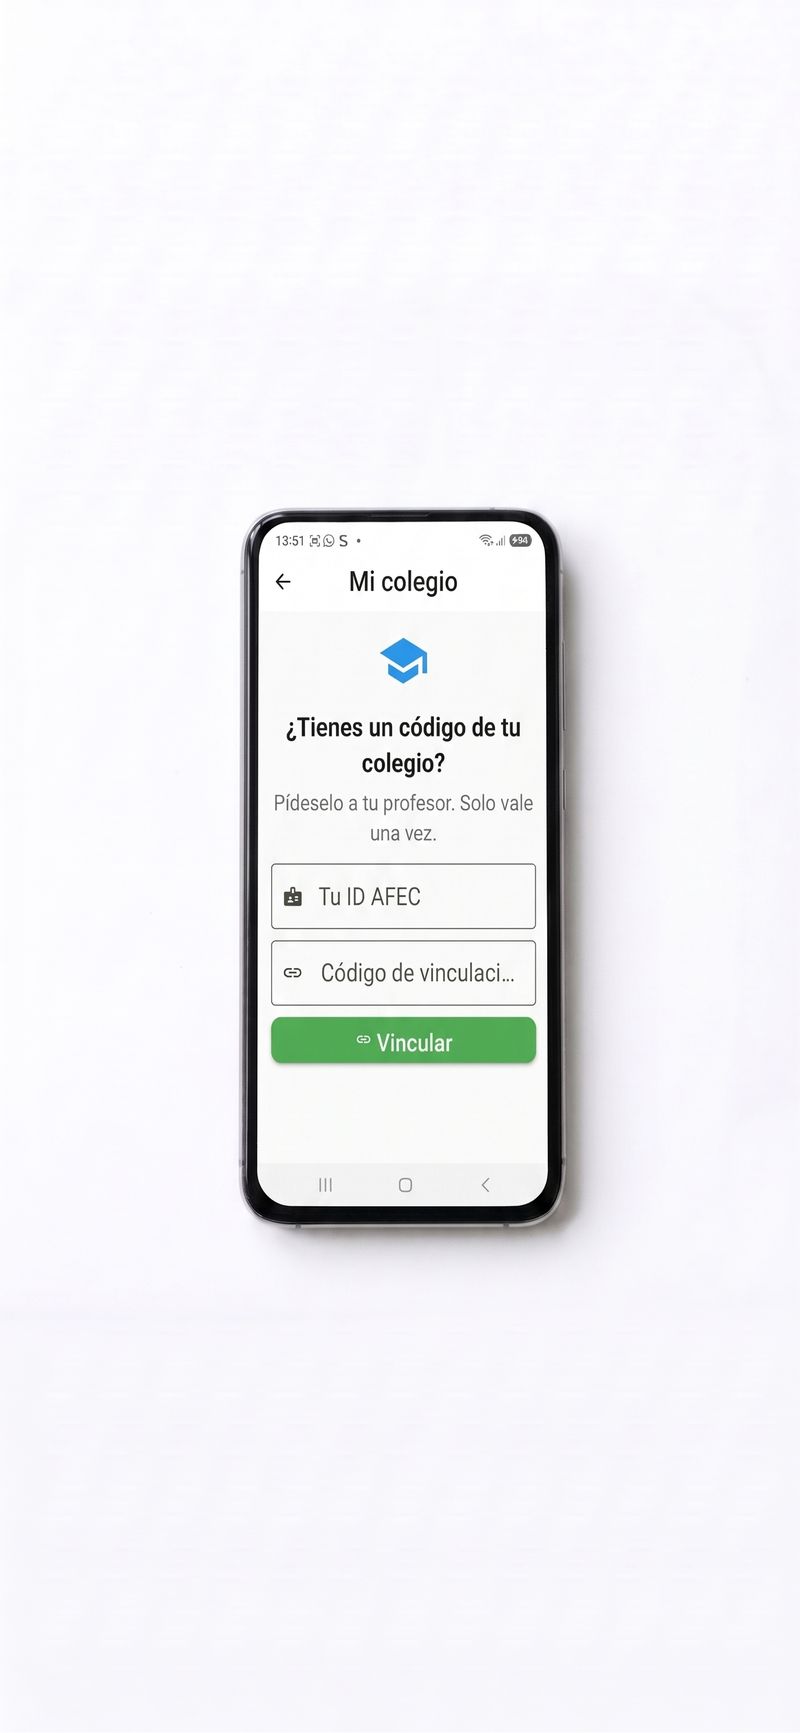 13:51 S
94
Mi colegio
¿Tienes un código de tu
colegio?
Pídeselo a tu profesor. Solo vale
una vez.
Tu ID AFEC
Código de vinculaci...
Vincular